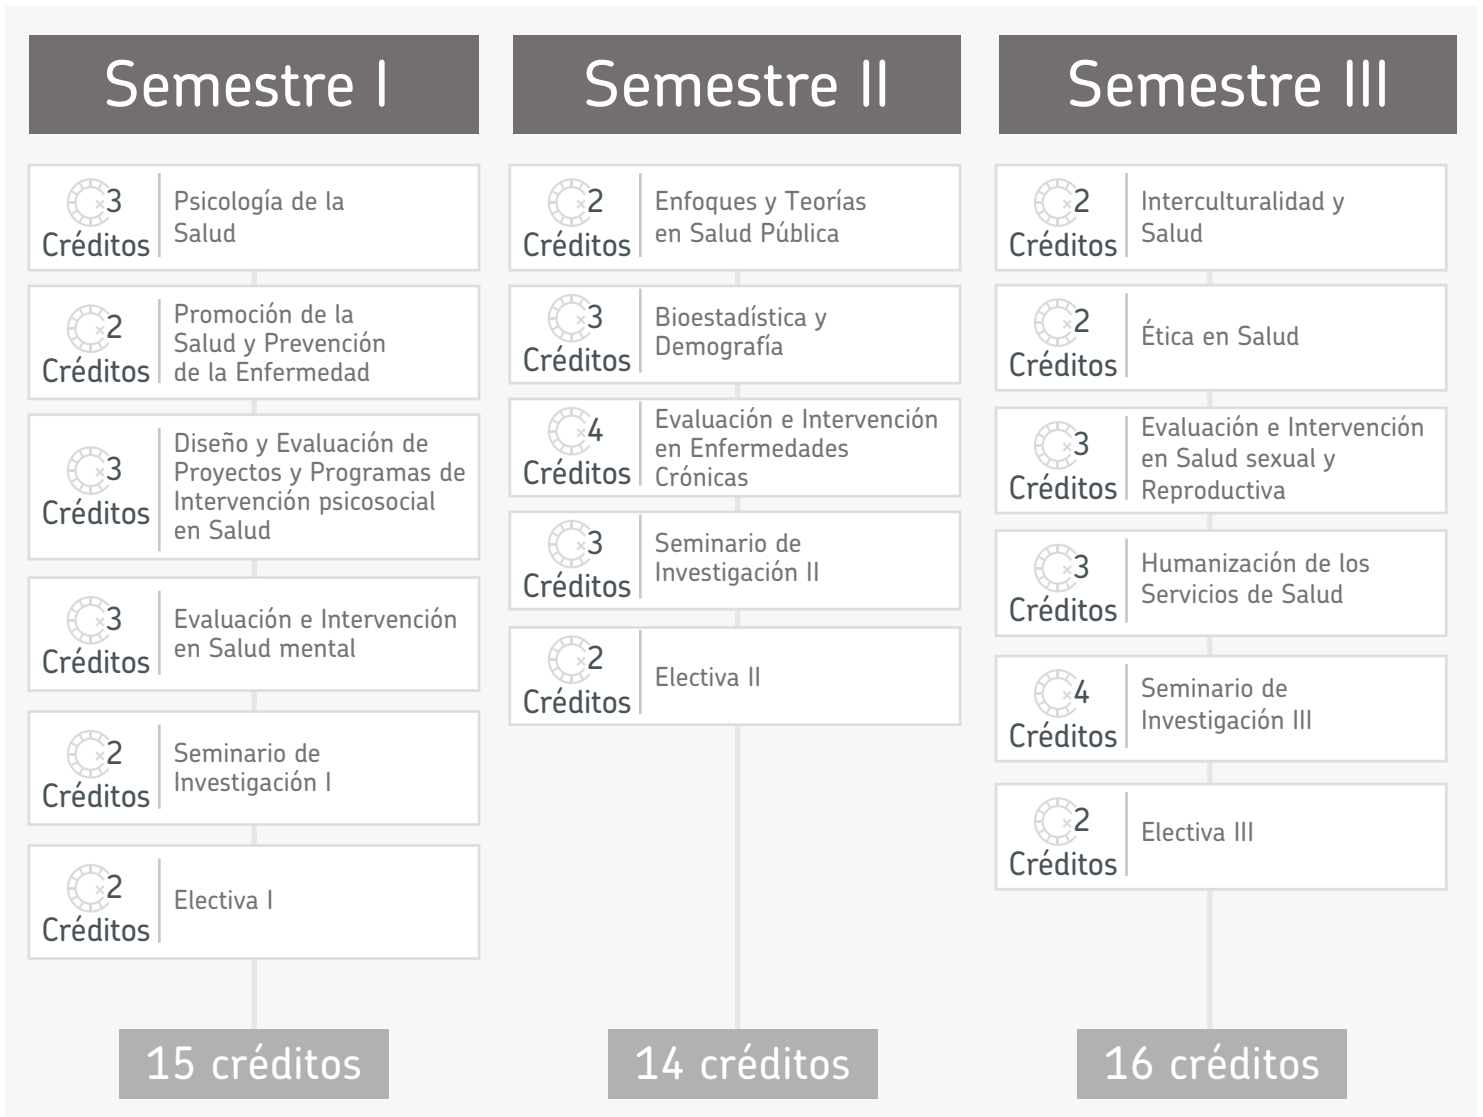 Semestre I
3
Créditos
Psicología de la
Salud
2
Créditos
Promoción de la
Salud y Prevención
de la Enfermedad
3
Créditos
Diseño y Evaluación de
Proyectos y Programas de
Intervención psicosocial
en Salud
3
Créditos
Evaluación e Intervención
en Salud mental
2
Créditos
Seminario de
Investigación I
2
Créditos
Electiva I
15 créditos
Semestre II
2
Créditos
Enfoques y Teorías
en Salud Pública
3
Créditos
Bioestadística y
Demografía
4
Créditos
Evaluación e Intervención
en Enfermedades
Crónicas
3
Créditos
Seminario de
Investigación II
2
Créditos
Electiva II
14 créditos
Semestre III
2
Créditos
Interculturalidad y
Salud
2
Créditos
Ética en Salud
3
Créditos
Evaluación e Intervención
en Salud sexual y
Reproductiva
3
Créditos
Humanización de los
Servicios de Salud
4
Créditos
Seminario de
Investigación III
2
Créditos
Electiva III
16 créditos